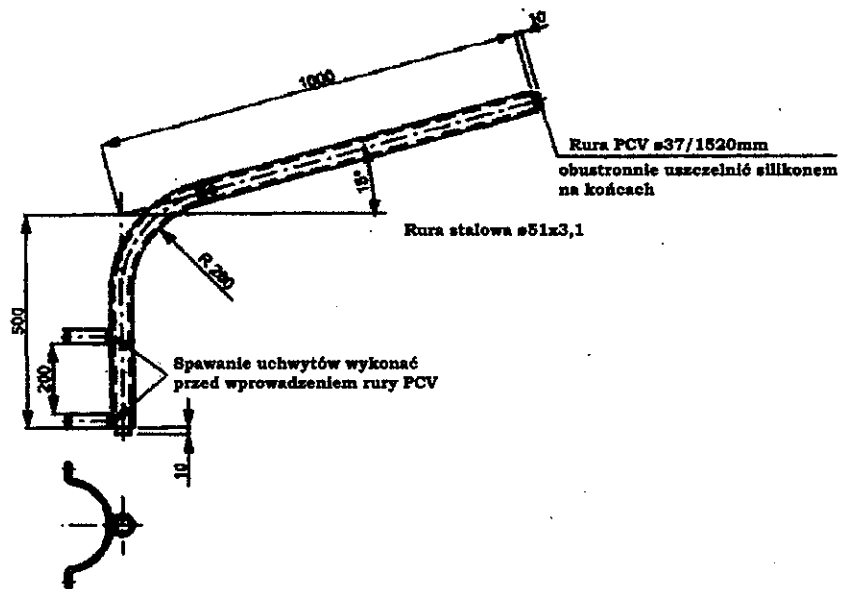 10
1000
Rura PCV ø37/1520mm
obustronnie uszczelnić silikonem
na końcach
15°
Rura stalowa ø51x3,1
R 280
500
Spawanie uchwytów wykonać
przed wprowadzeniem rury PCV
200
10